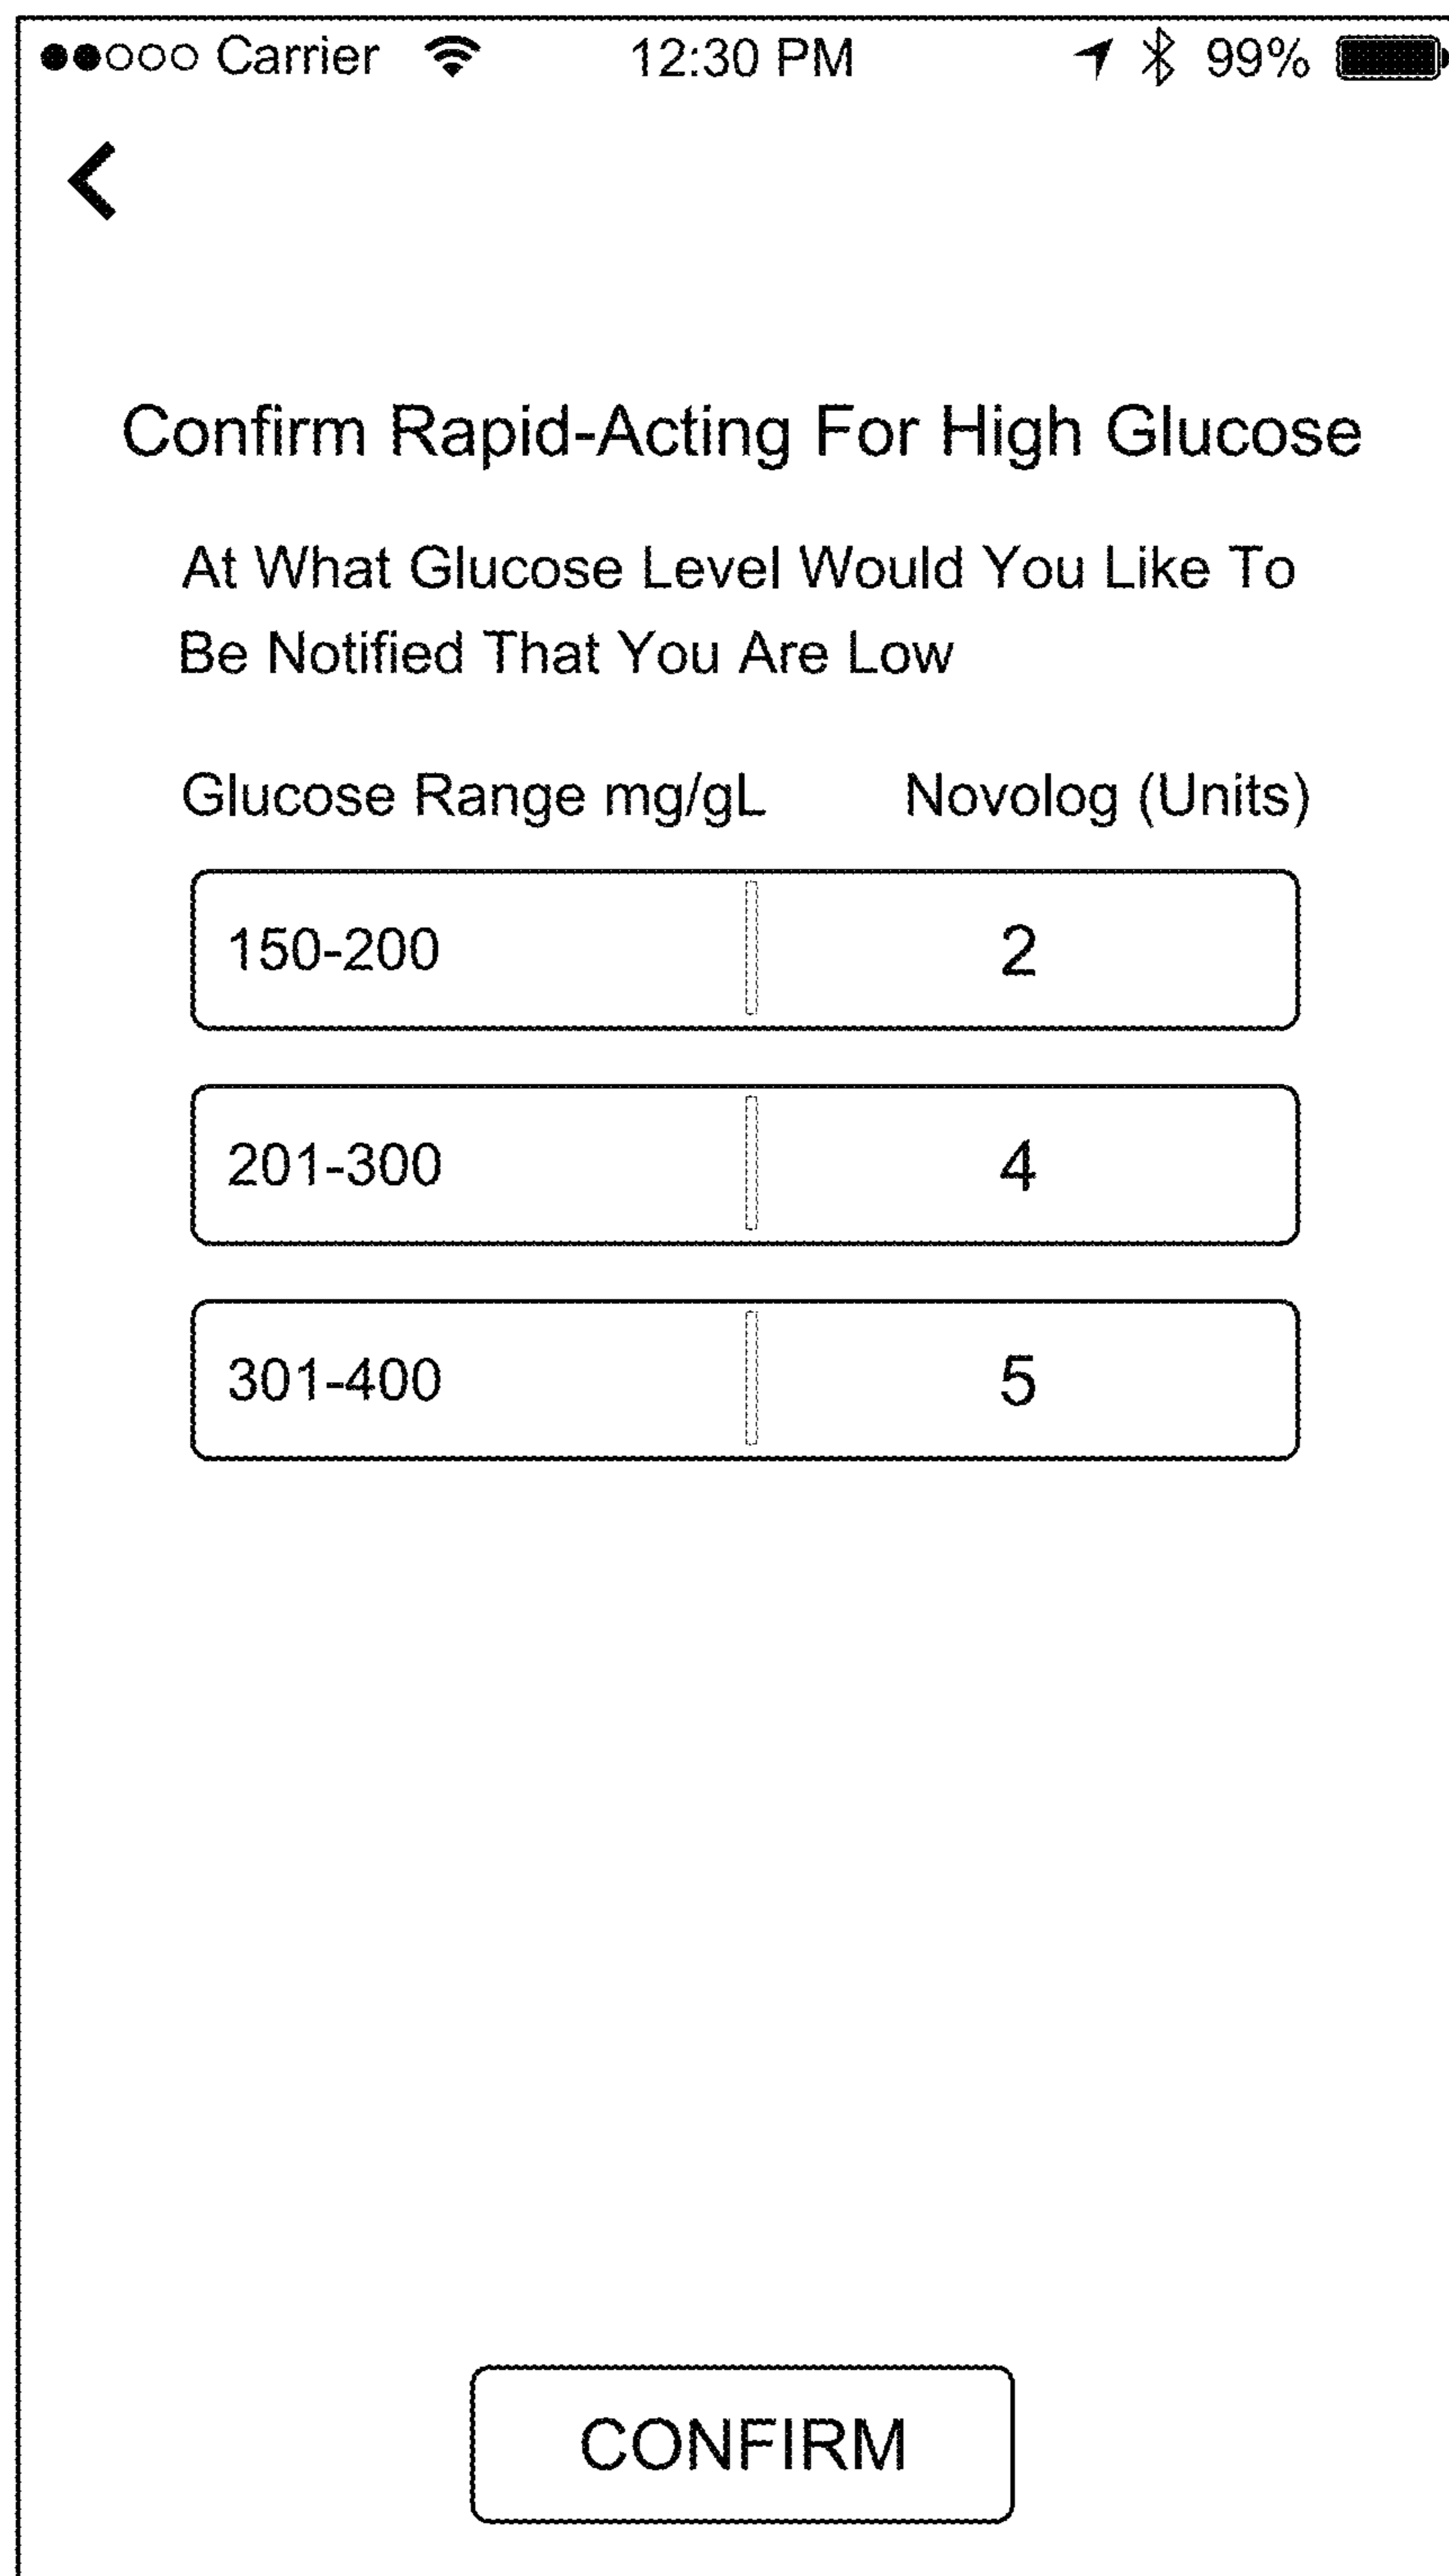 Carrier 12:30 PM 99%
Confirm Rapid-Acting For High Glucose
At What Glucose Level Would You Like To
Be Notified That You Are Low
Glucose Range mg/gL Novolog (Units)
150-200 2
201-300 4
301-400 5
CONFIRM